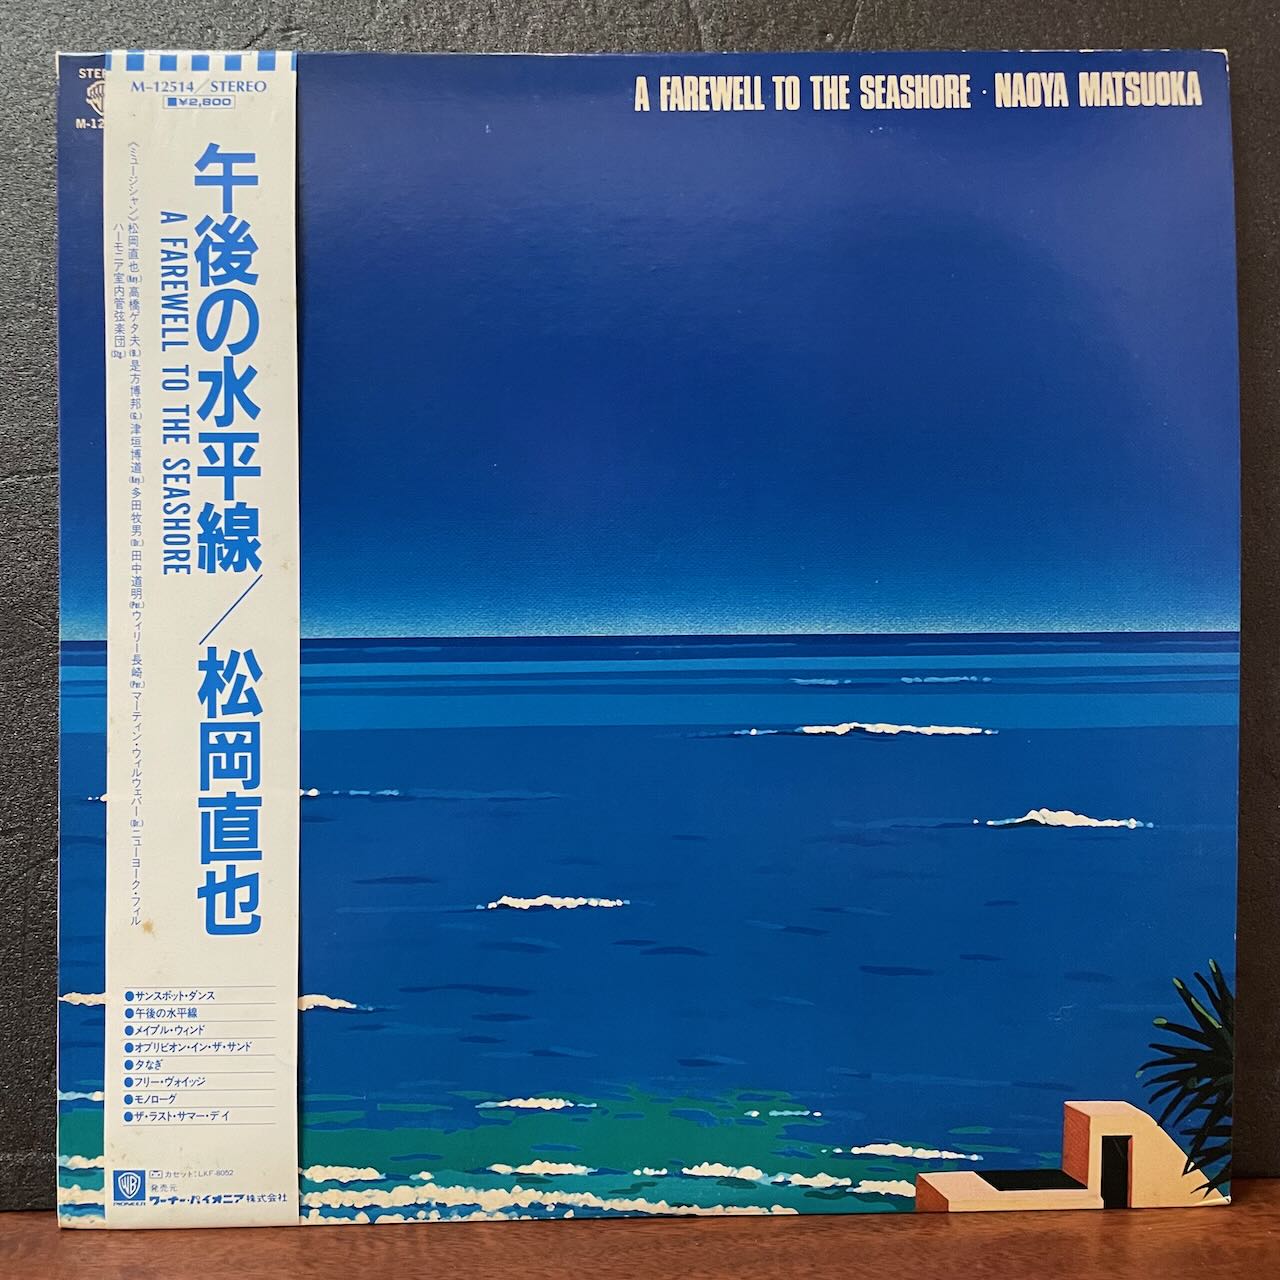 A FAREWELL TO THE SEASHORE · NAOYA MATSUOKA
STER
M-12
M-12514/STEREO
¥2,800
午後の水平線/松岡直也
A FAREWELL TO THE SEASHORE
〈ミュージシャン〉松岡直也(Key.)高橋ゲタ夫(B.)是方博邦(G.)津垣博道(Key.)多田牧男(Dr.)田中道明(Per.)ウィリー長崎(Per.)マーティン・ウィルウェバー(Dr.)ニューヨーク・フィル
ハーモニア室内管弦楽団(Stg.)
●サンスポット・ダンス
●午後の水平線
●メイプル・ウィンド
●オブリビオン・イン・ザ・サンド
●夕なぎ
●フリー・ヴォイッジ
●モノローグ
●ザ・ラスト・サマー・デイ
カセット:LKF-8052
発売元
ワーナー・パイオニア株式会社
WB
PIONEER